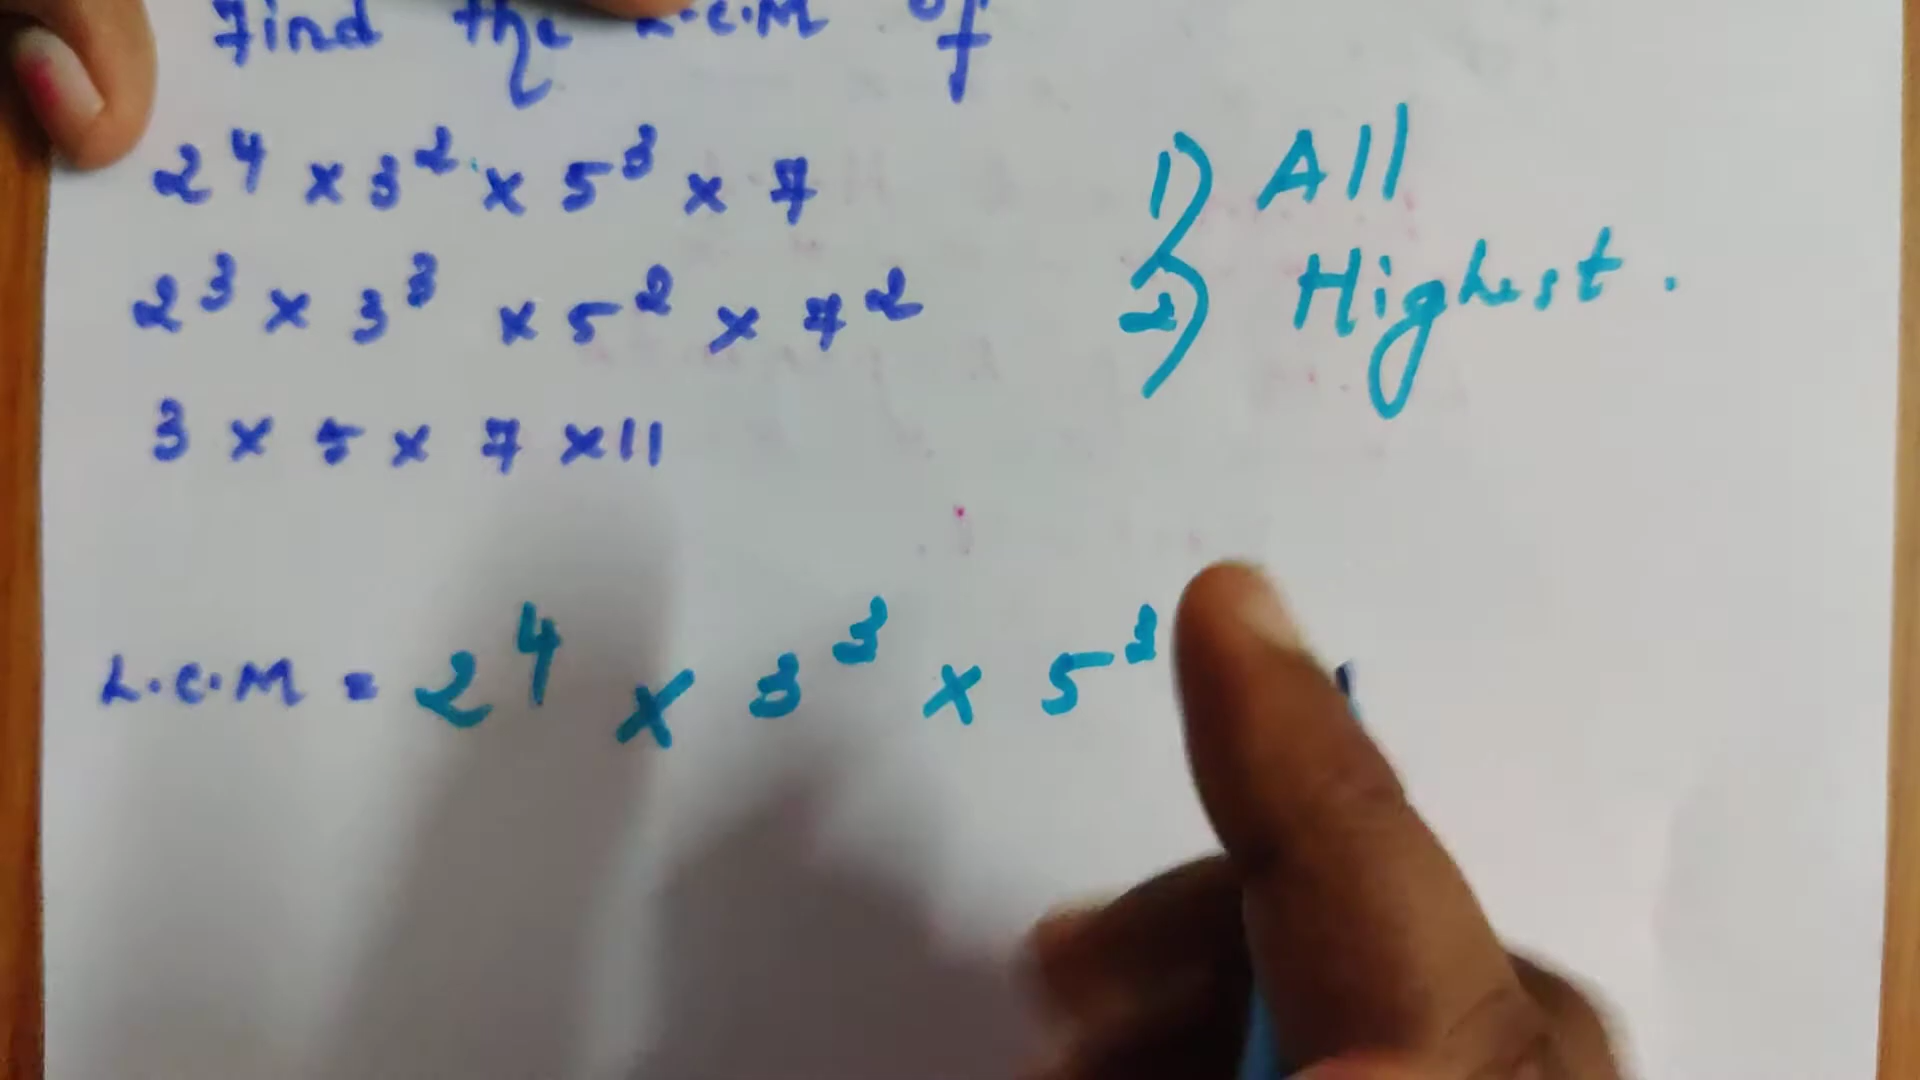 Find the L.C.M of
2⁴ × 3² × 5³ × 7
2³ × 3³ × 5² × 7²
3 × 5 × 7 × 11
1) All
2) Highest.
L.C.M = 2⁴ × 3³ × 5³